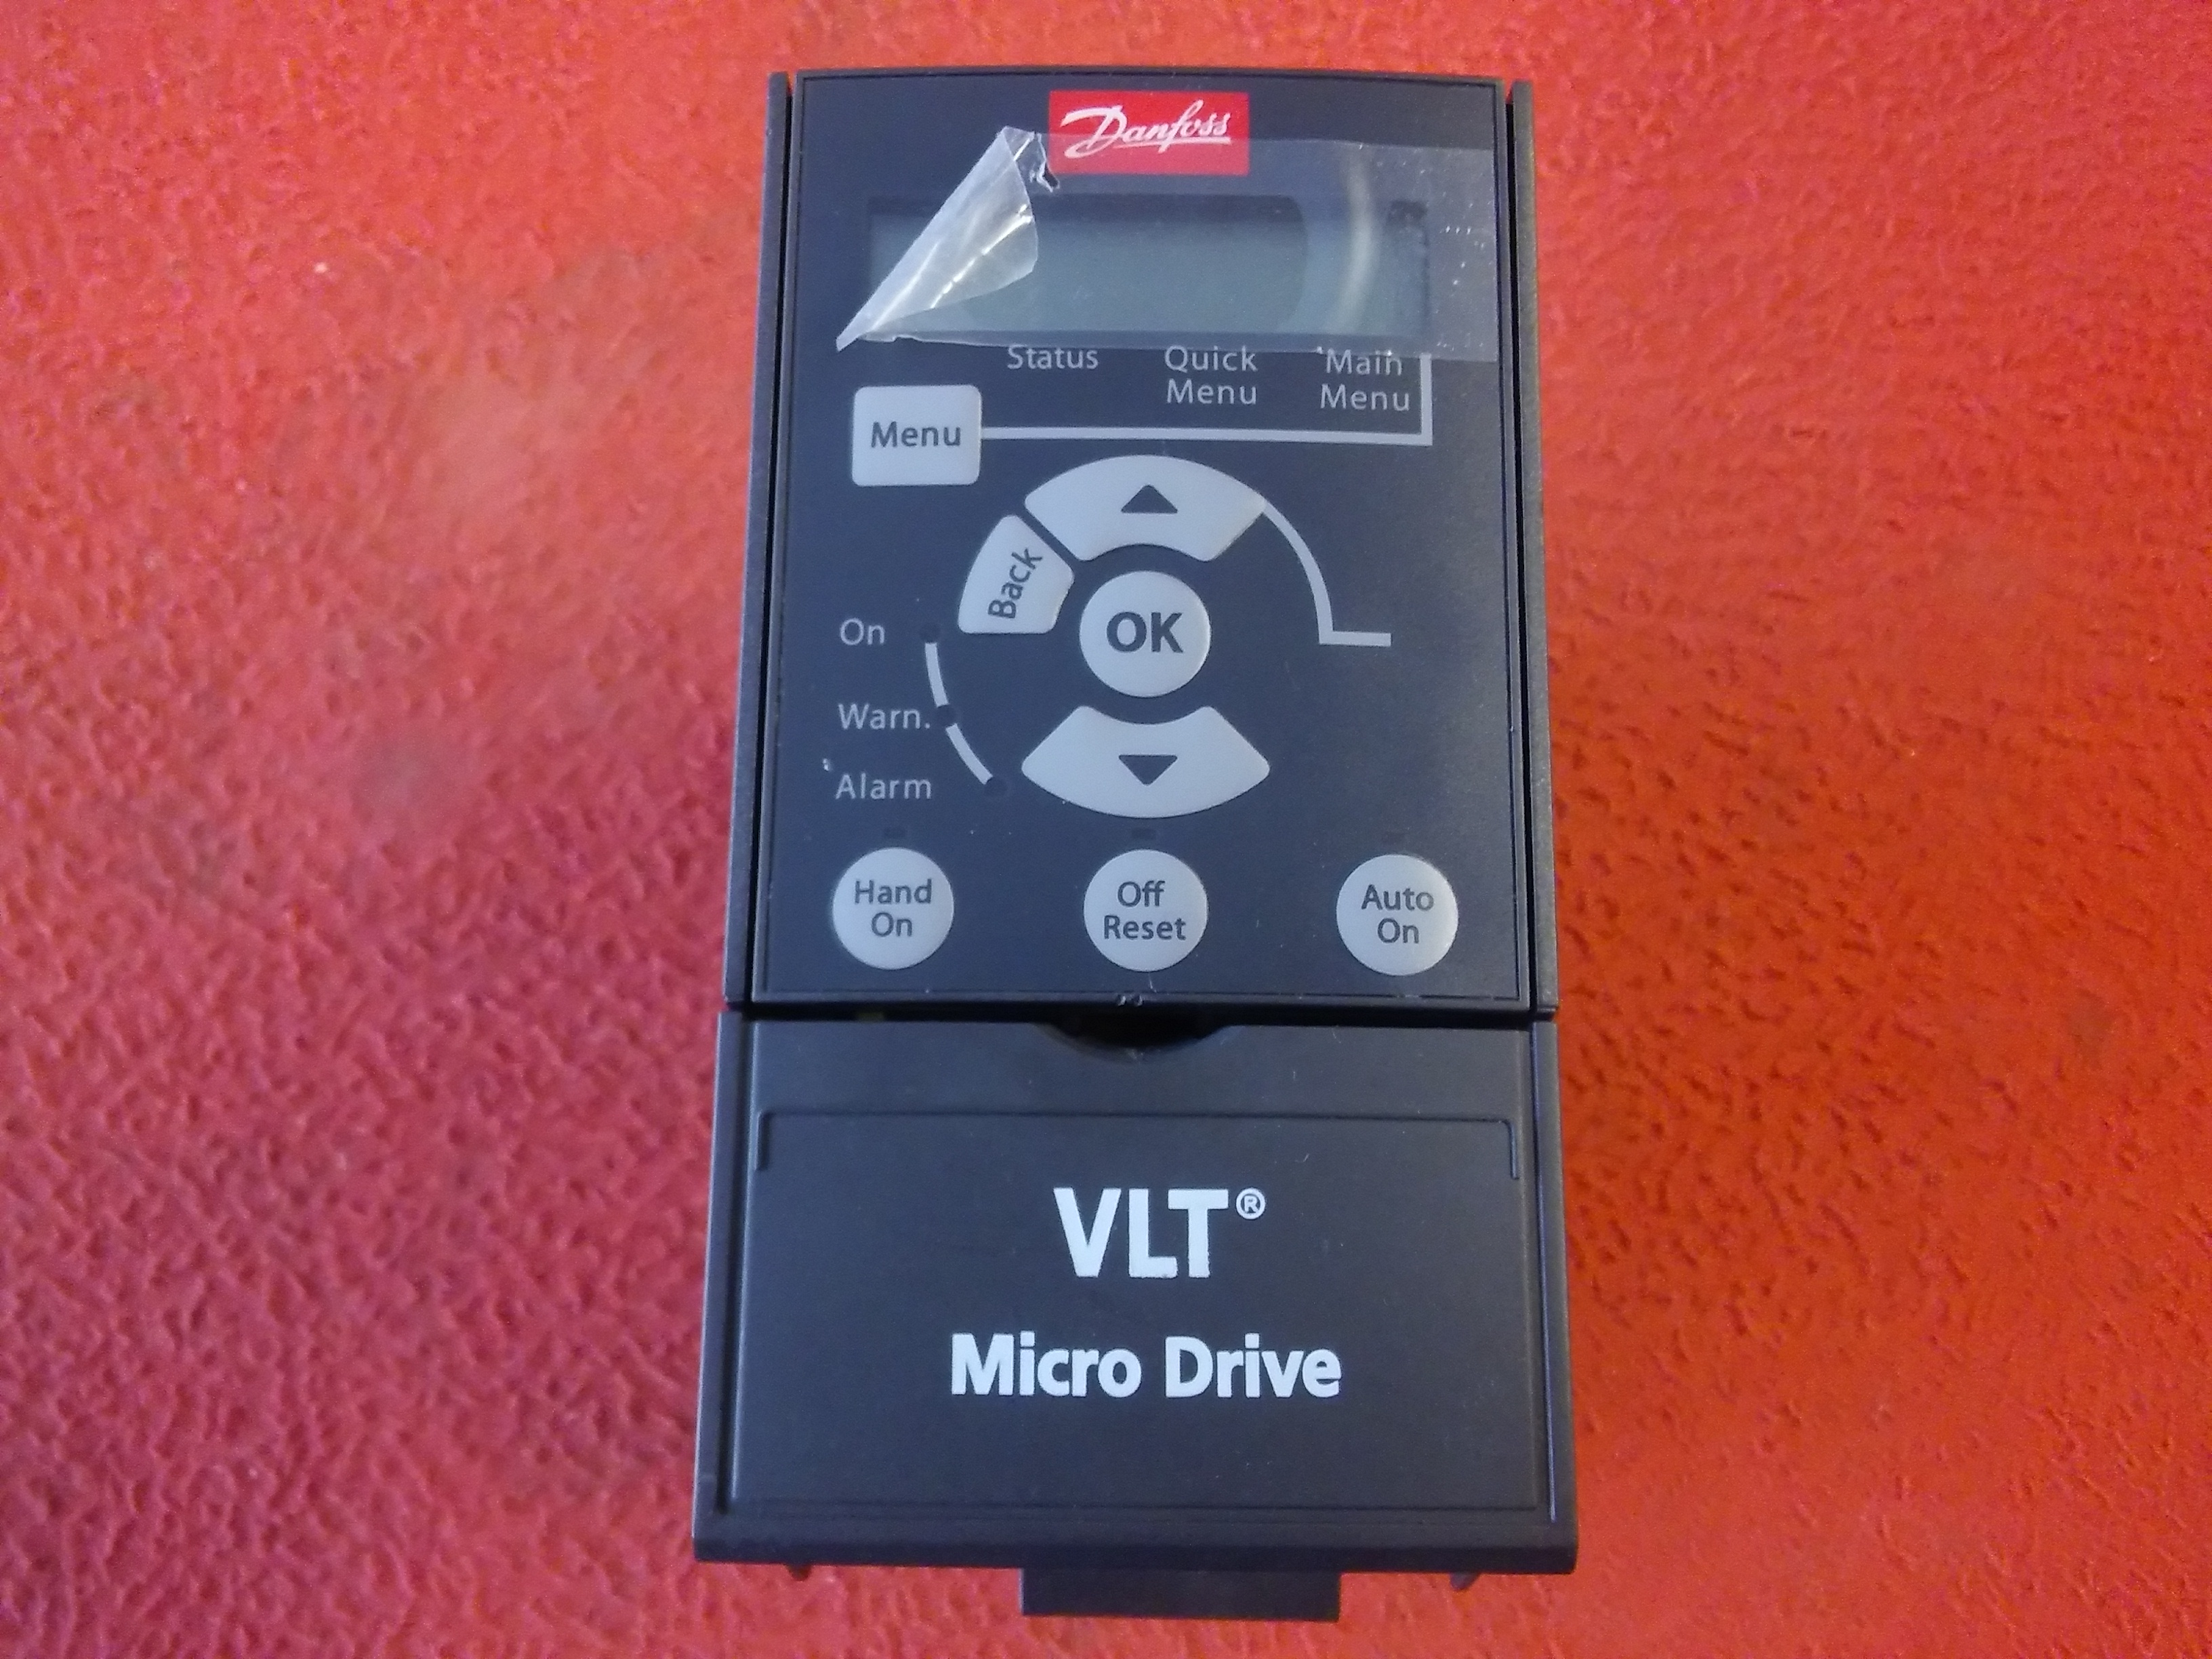 Danfoss
Status Quick Menu Main Menu
Menu
Back
OK
On
Warn.
Alarm
Hand On
Off Reset
Auto On
VLT®
Micro Drive